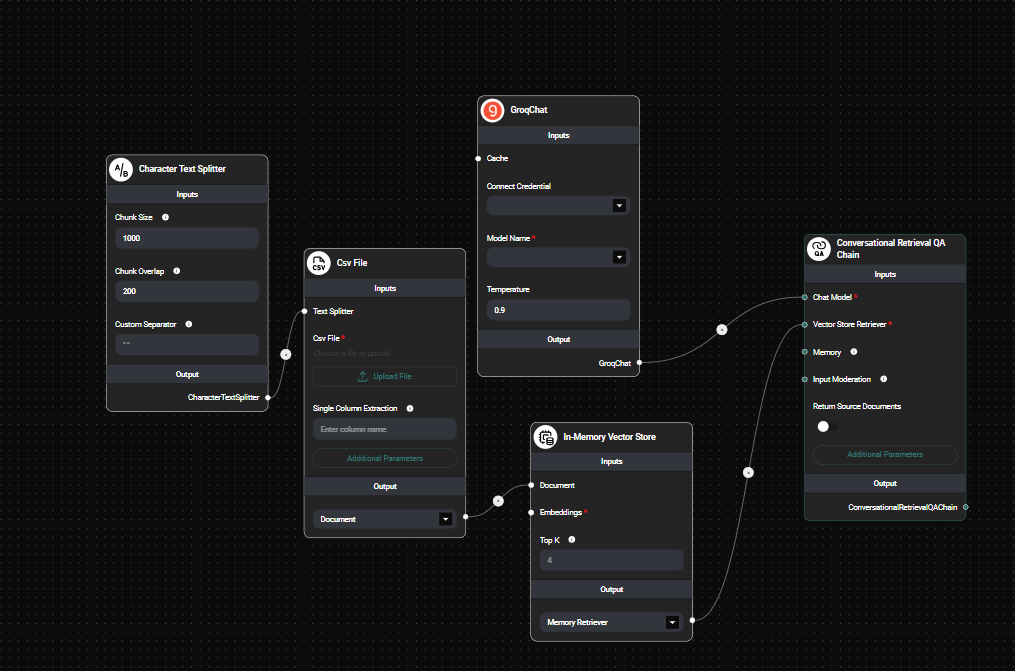 A/B
Character Text Splitter
Inputs
Chunk Size
1000
Chunk Overlap
200
Custom Separator
" "
Output
CharacterTextSplitter
CSV
Csv File
Inputs
Text Splitter
Csv File *
Choose a file to upload
Upload File
Single Column Extraction
Enter column name
Additional Parameters
Output
Document
GroqChat
Inputs
Cache
Connect Credential
Model Name *
Temperature
0.9
Output
GroqChat
In-Memory Vector Store
Inputs
Document
Embeddings *
Top K
4
Output
Memory Retriever
QA
Conversational Retrieval QA
Chain
Inputs
Chat Model *
Vector Store Retriever *
Memory
Input Moderation
Return Source Documents
Additional Parameters
Output
ConversationalRetrievalQAChain